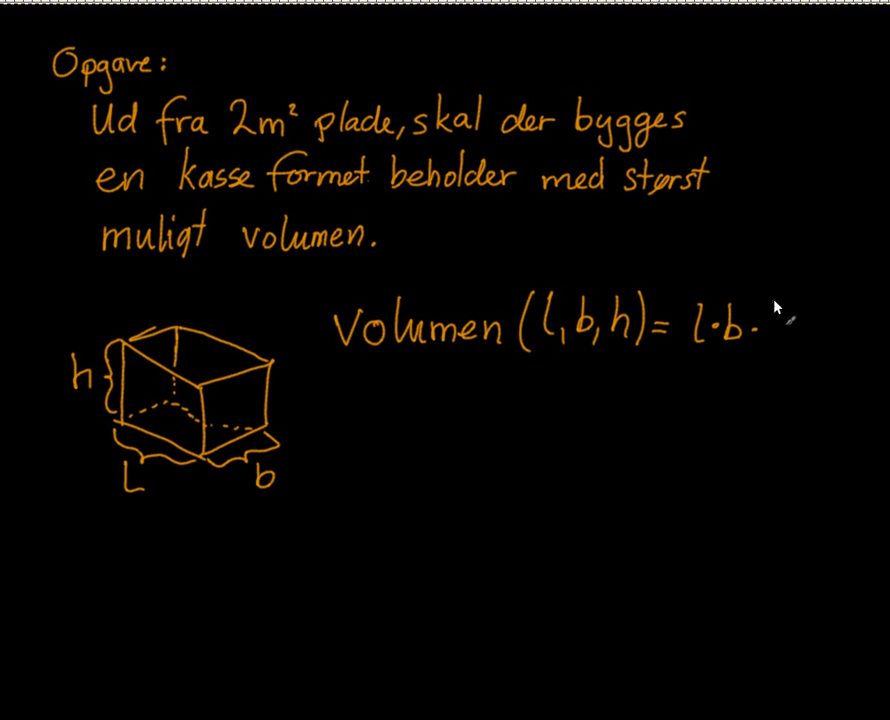 Opgave:
Ud fra 2m² plade, skal der bygges
en kasse formet beholder med størst
muligt volumen.
Volumen (l, b, h) = l·b·
h
L
b